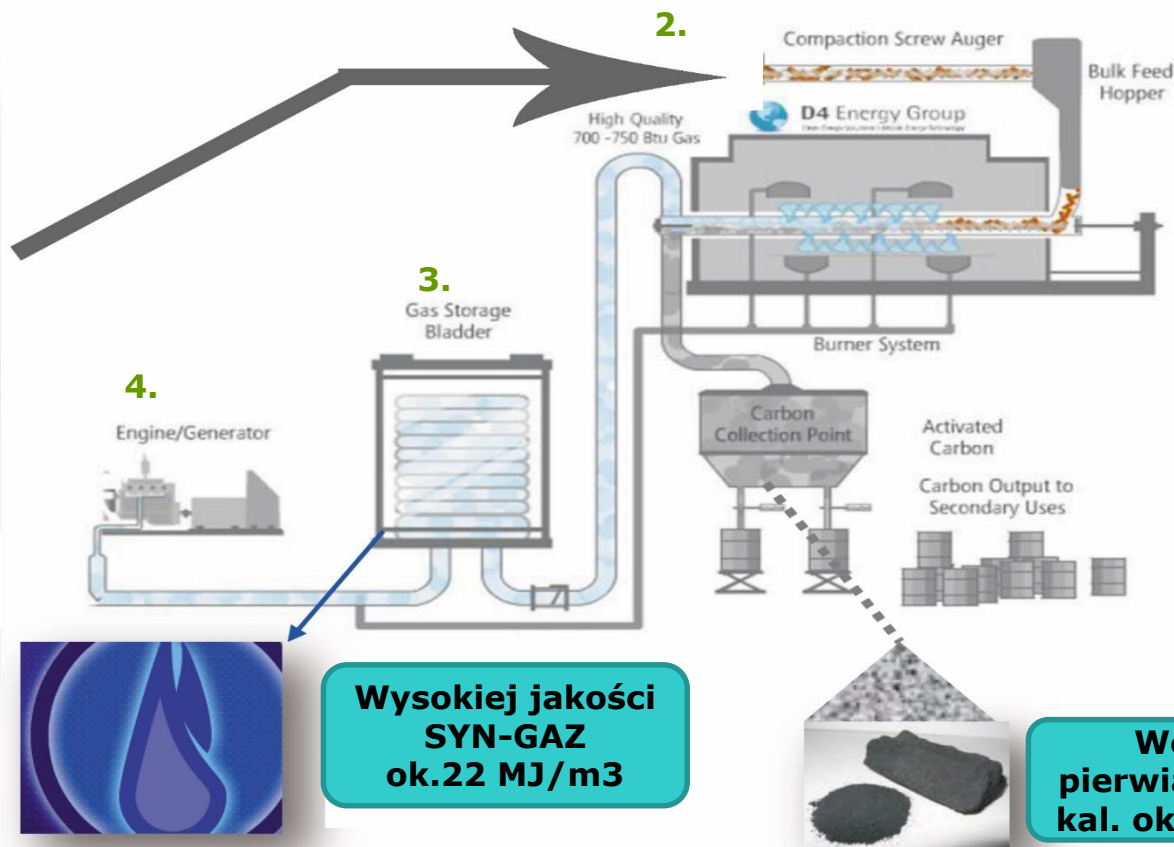 2.
Compaction Screw Auger
Bulk Feed
Hopper
D4 Energy Group
High Quality
700 -750 Btu Gas
3.
Gas Storage
Bladder
Burner System
4.
Engine/Generator
Carbon
Collection Point
Activated
Carbon
Carbon Output to
Secondary Uses
Wysokiej jakości
SYN-GAZ
ok.22 MJ/m3
kal. ok